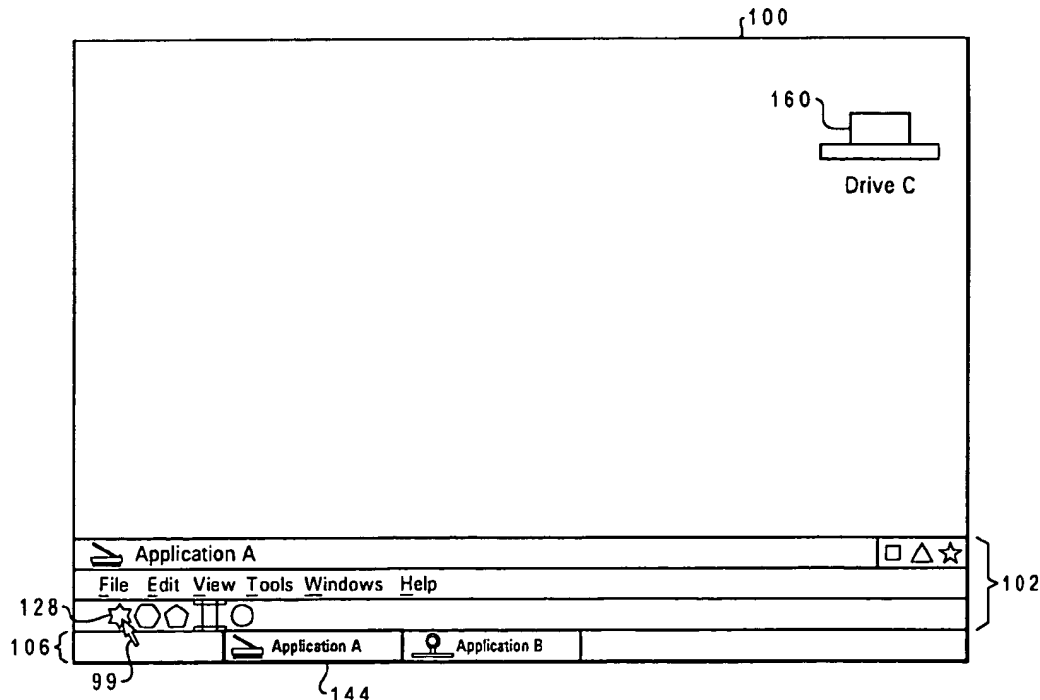 100
160
Drive C
Application A
File Edit View Tools Windows Help
102
128
106
Application A Application B
99
144